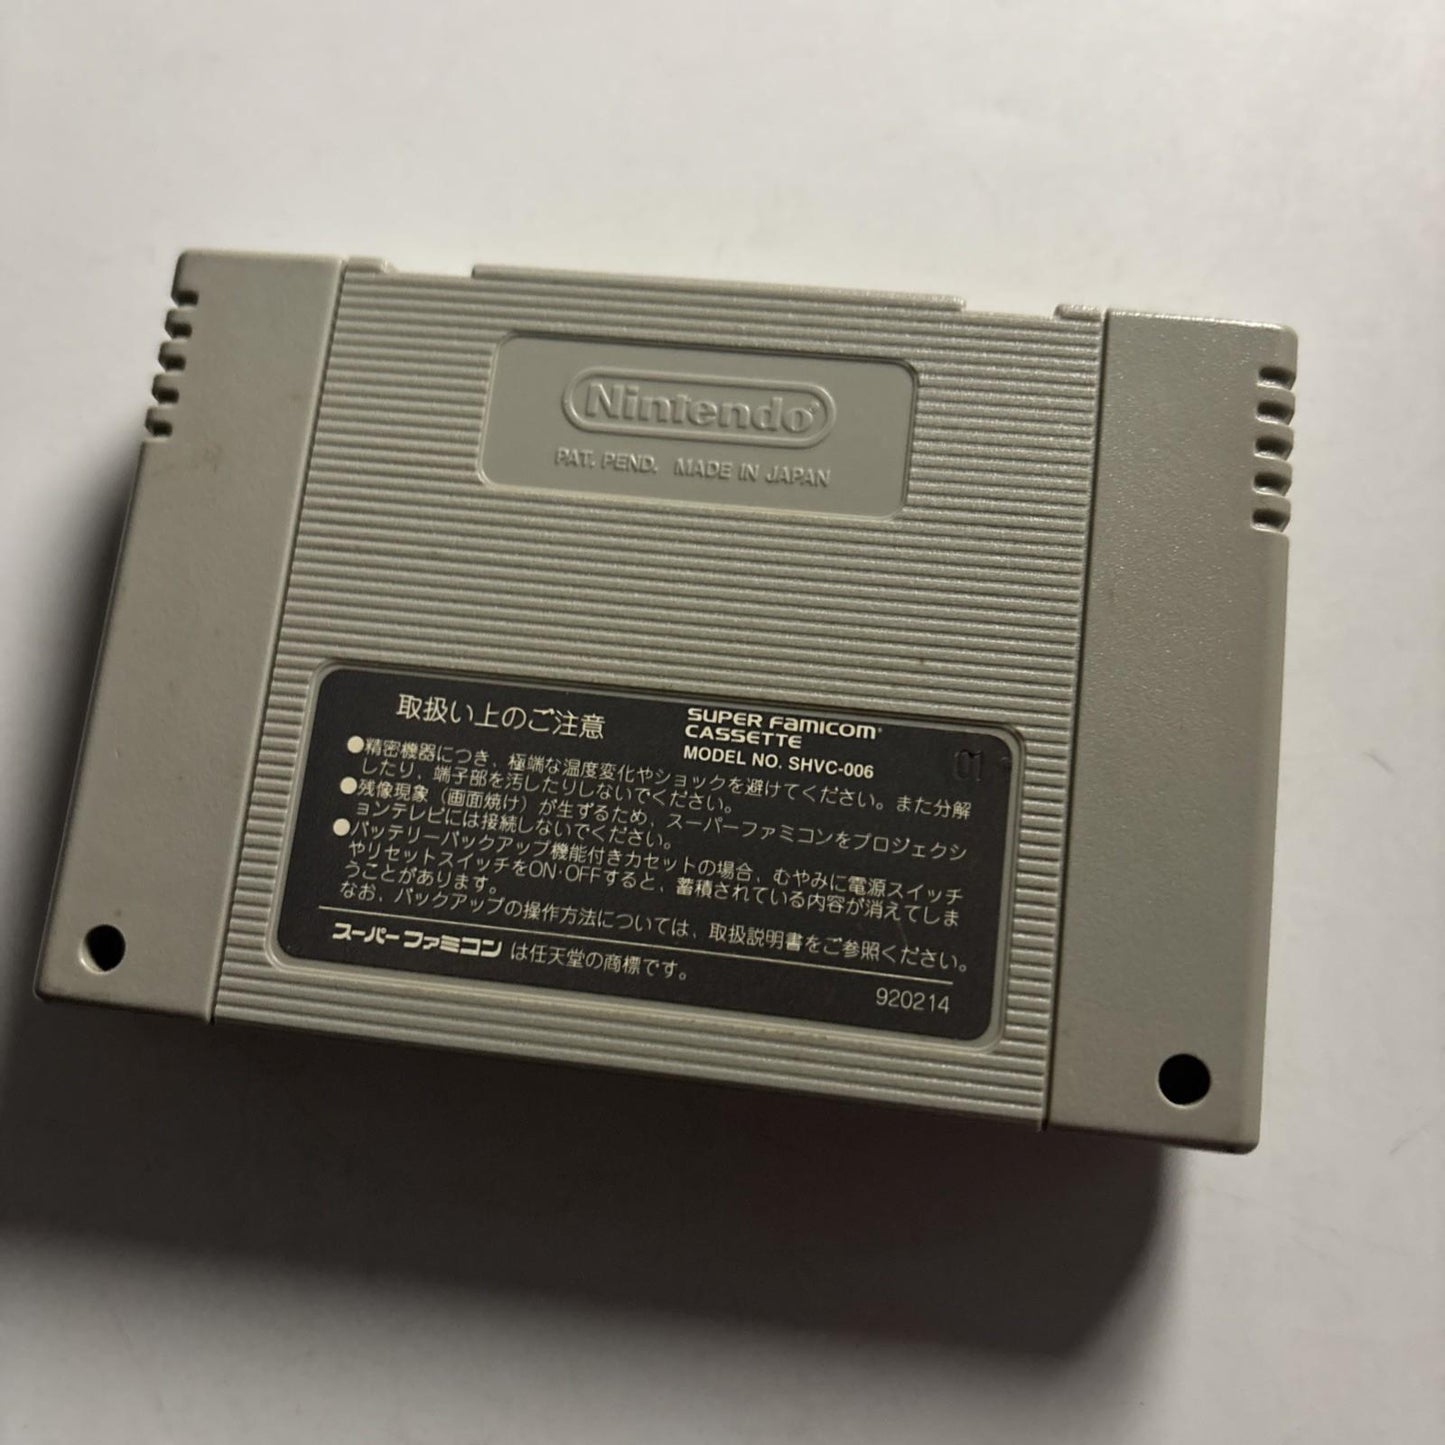 Nintendo®
PAT. PEND. MADE IN JAPAN
取扱い上のご注意
SUPER FAMICOM®
CASSETTE
MODEL NO. SHVC-006
01
●精密機器につき、極端な温度変化やショックを避けてください。また分解
したり、端子部を汚したりしないでください。
●残像現象（画面焼け）が生ずるため、スーパーファミコンをプロジェクシ
ョンテレビには接続しないでください。
●バッテリーバックアップ機能付きカセットの場合、むやみに電源スイッチ
やリセットスイッチをON·OFFすると、蓄積されている内容が消えてしま
うことがあります。
なお、バックアップの操作方法については、取扱説明書をご参照ください。
スーパーファミコン は任天堂の商標です。
920214